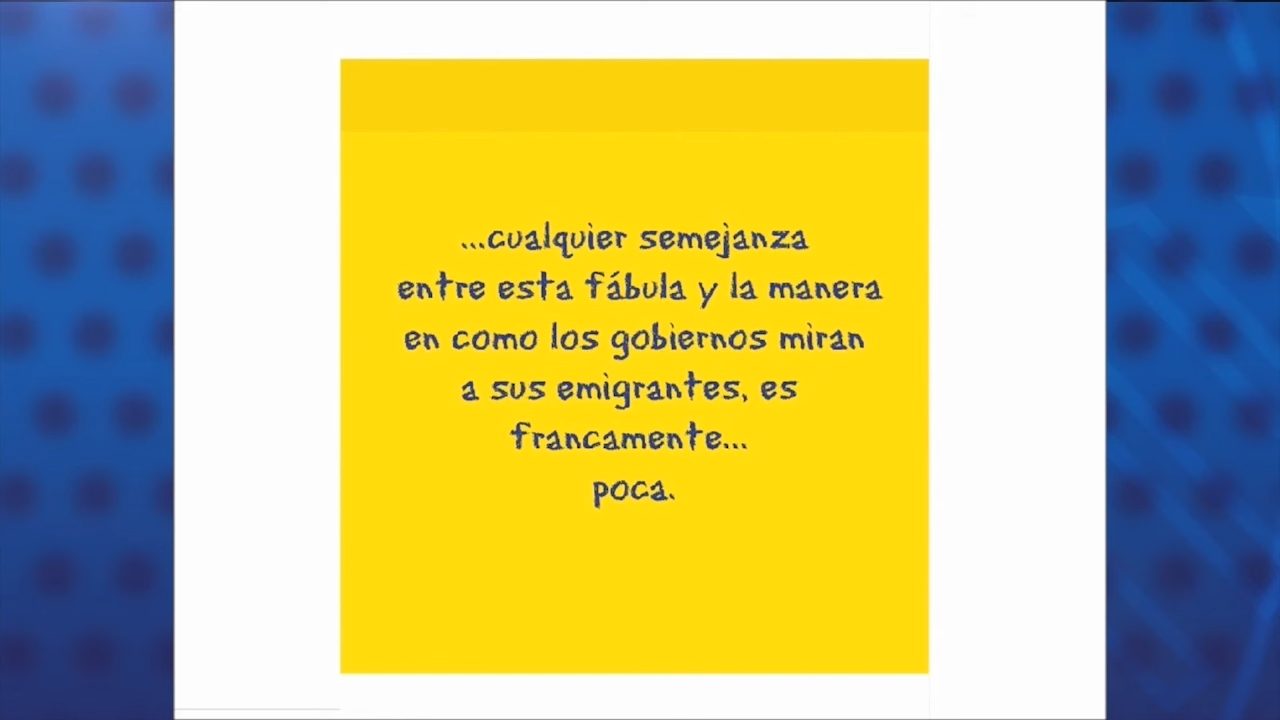 ...cualquier semejanza
entre esta fábula y la manera
en como los gobiernos miran
a sus emigrantes, es
francamente...
poca.